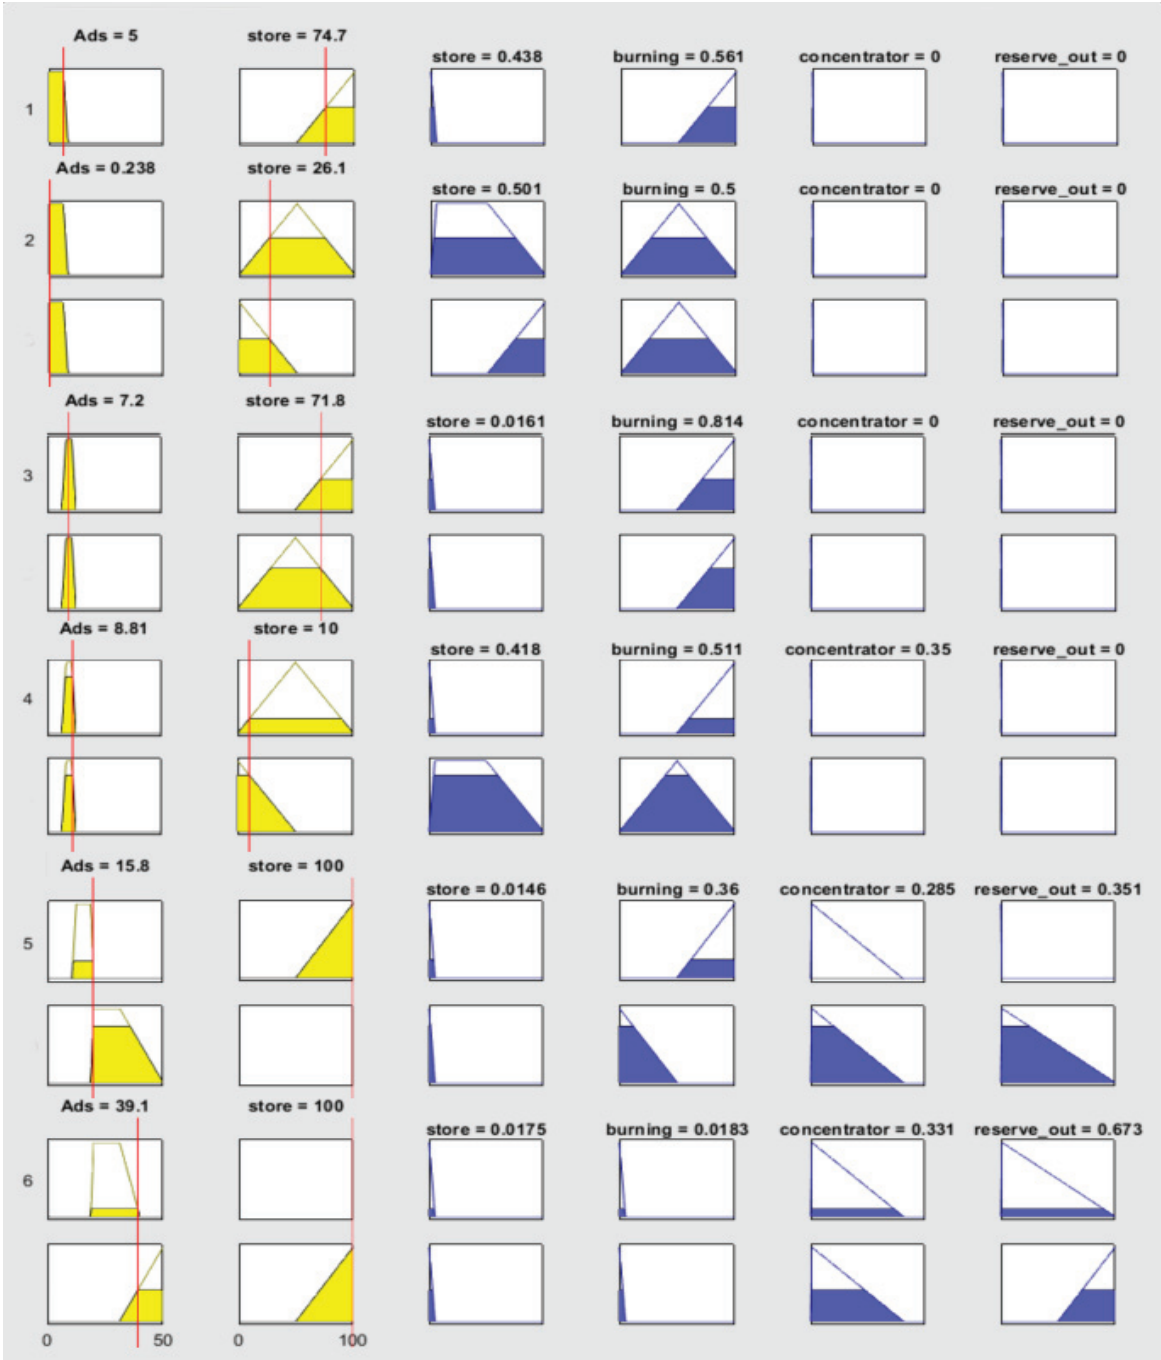 Ads = 5 store = 74.7
store = 0.438 burning = 0.561 concentrator = 0 reserve_out = 0
1
Ads = 0.238 store = 26.1
store = 0.501 burning = 0.5 concentrator = 0 reserve_out = 0
2
Ads = 7.2 store = 71.8
store = 0.0161 burning = 0.814 concentrator = 0 reserve_out = 0
3
Ads = 8.81 store = 10
store = 0.418 burning = 0.511 concentrator = 0.35 reserve_out = 0
4
Ads = 15.8 store = 100
store = 0.0146 burning = 0.36 concentrator = 0.285 reserve_out = 0.351
5
Ads = 39.1 store = 100
store = 0.0175 burning = 0.0183 concentrator = 0.331 reserve_out = 0.673
6
0 50 0 100